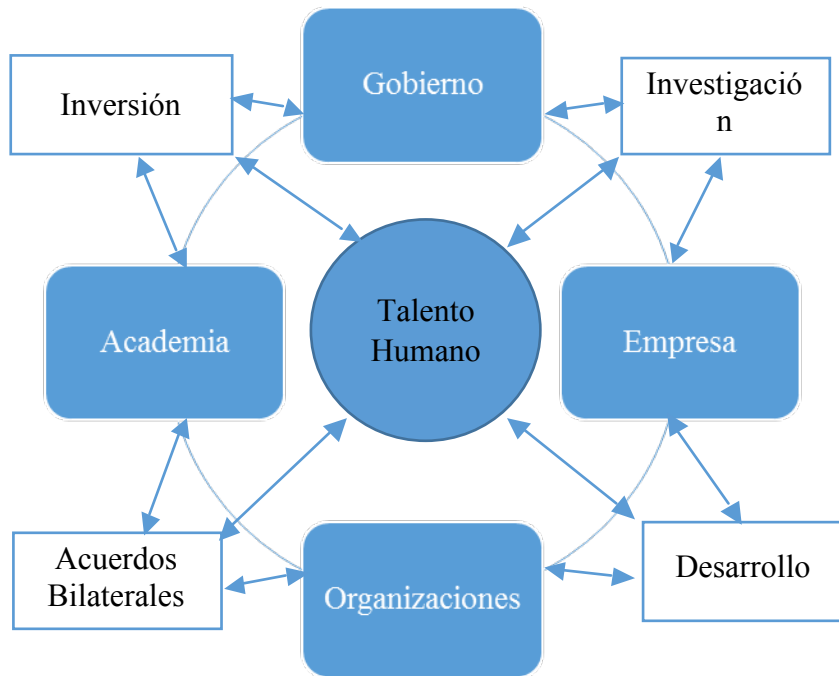 Gobierno
Inversión
Investigació
n
Talento
Humano
Academia
Empresa
Acuerdos
Bilaterales
Organizaciones
Desarrollo